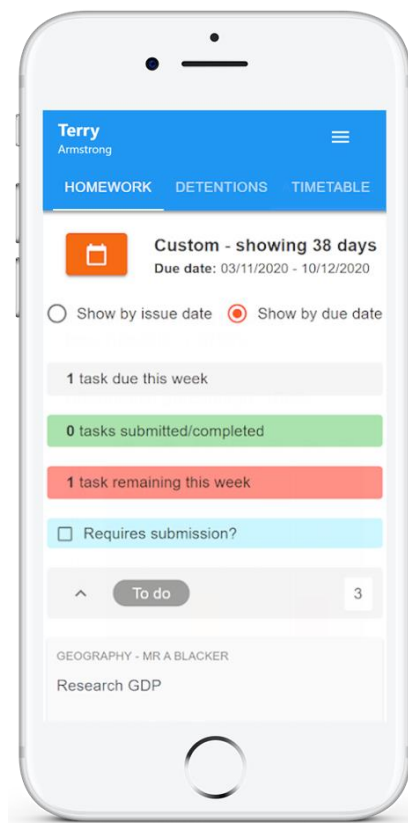 Terry
Armstrong
HOMEWORK DETENTIONS TIMETABLE
Custom - showing 38 days
Due date: 03/11/2020 - 10/12/2020
Show by issue date Show by due date
1 task due this week
0 tasks submitted/completed
1 task remaining this week
Requires submission?
To do 3
GEOGRAPHY - MR A BLACKER
Research GDP